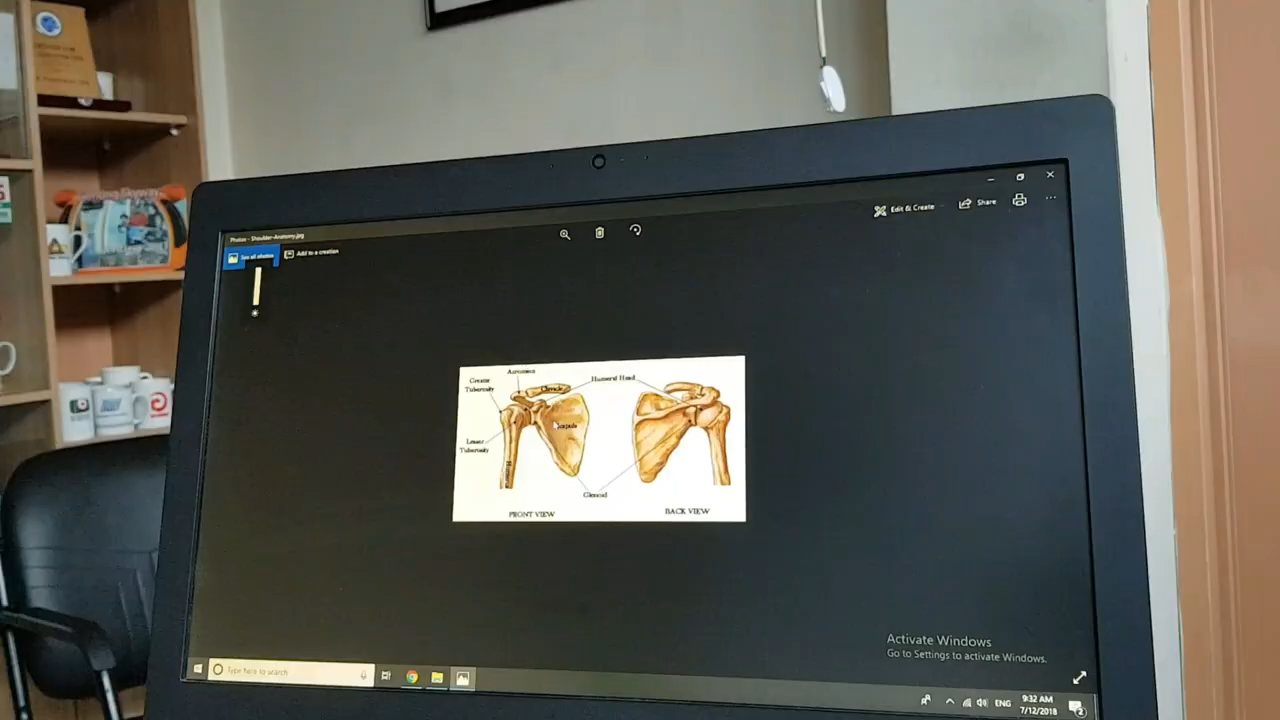 Photos - Shoulder-Anatomy.jpg
See all photos
Add to a creation
Edit & Create
Share
Acromion
Greater
Tuberosity
Clavicle
Humeral Head
Scapula
Lesser
Tuberosity
Glenoid
FRONT VIEW
BACK VIEW
Activate Windows
Go to Settings to activate Windows.
Type here to search
ENG
9:32 AM
7/12/2018
2